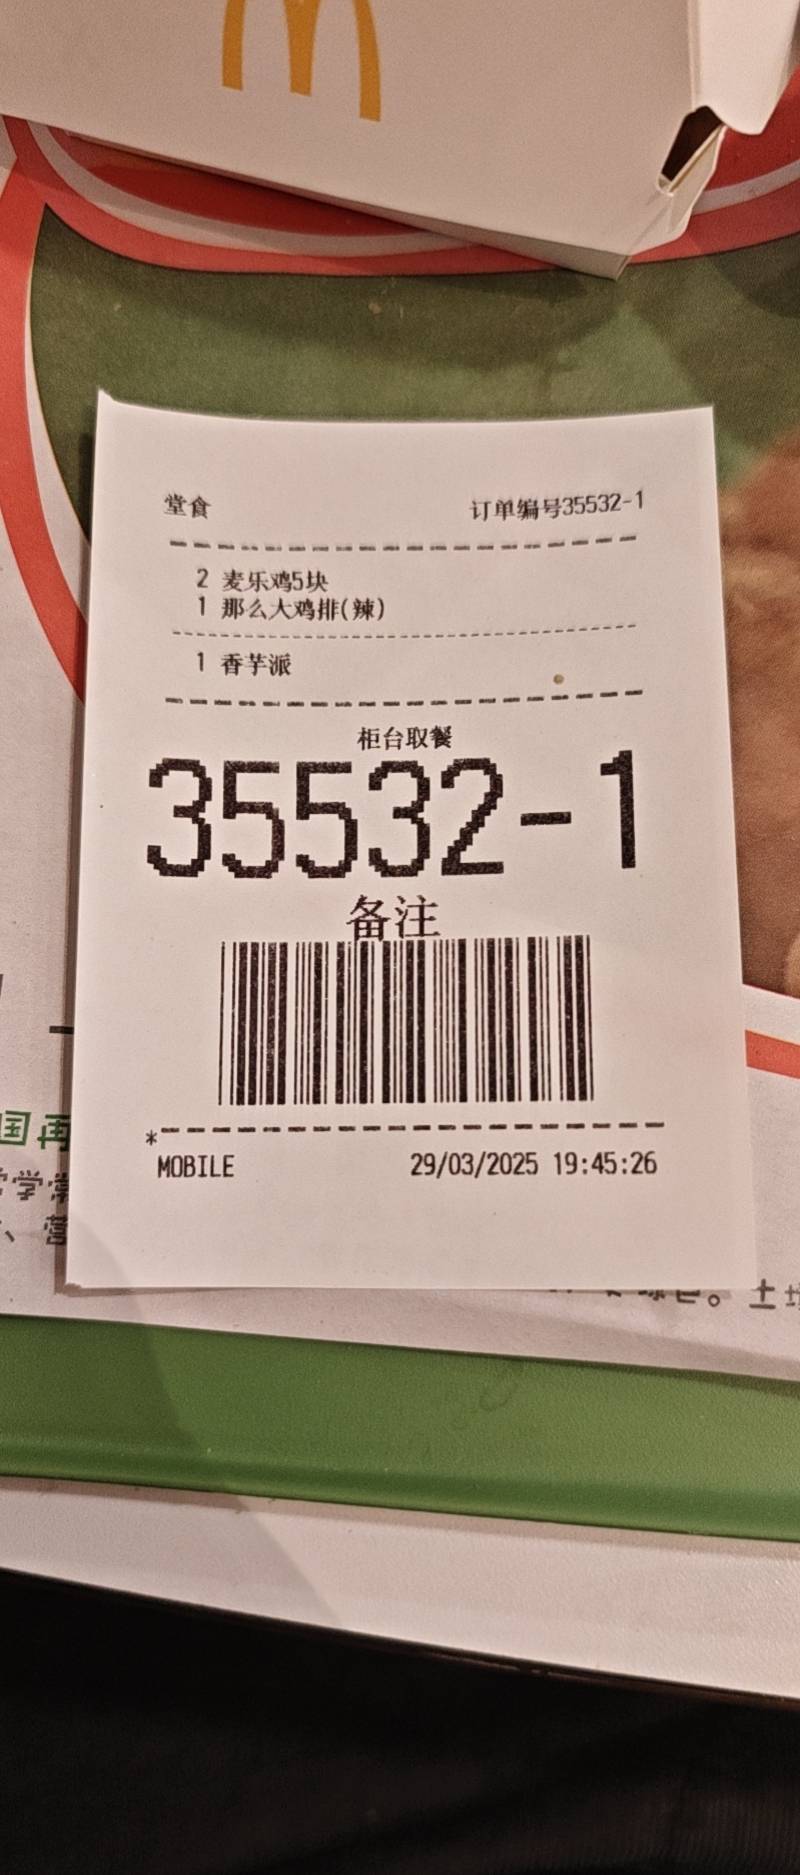 堂食 订单编号35532-1
2 麦乐鸡5块
1 那么大鸡排(辣)
1 香芋派
柜台取餐
35532-1
备注
*
MOBILE 29/03/2025 19:45:26